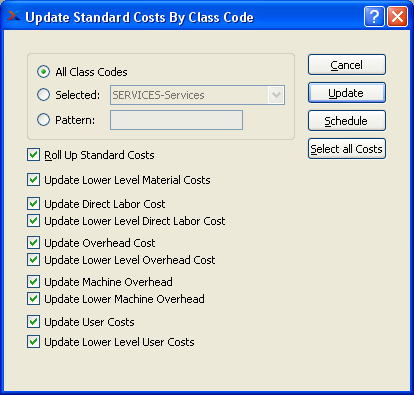 Update Standard Costs By Class Code
All Class Codes
Selected: SERVICES-Services
Pattern:
Cancel
Update
Schedule
Select all Costs
Roll Up Standard Costs
Update Lower Level Material Costs
Update Direct Labor Cost
Update Lower Level Direct Labor Cost
Update Overhead Cost
Update Lower Level Overhead Cost
Update Machine Overhead
Update Lower Machine Overhead
Update User Costs
Update Lower Level User Costs